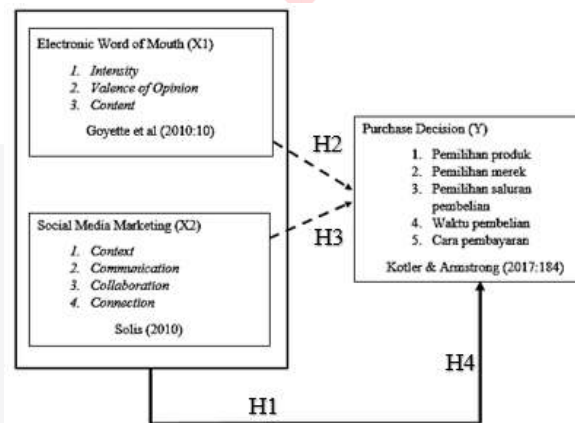 Electronic Word of Mouth (X1)
1. Intensity
2. Valence of Opinion
3. Content
Goyette et al (2010:10)
H2
Purchase Decision (Y)
1. Pemilihan produk
2. Pemilihan merek
3. Pemilihan saluran
pembelian
4. Waktu pembelian
5. Cara pembayaran
Kotler & Armstrong (2017:184)
Social Media Marketing (X2)
1. Context
2. Communication
3. Collaboration
4. Connection
Solis (2010)
H3
H4
H1